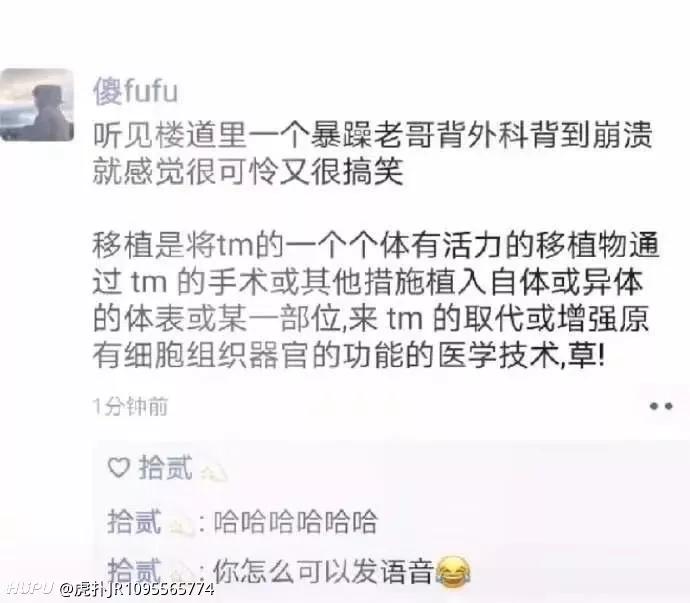 傻fufu
听见楼道里一个暴躁老哥背外科背到崩溃
就感觉很可怜又很搞笑
移植是将tm的一个个体有活力的移植物通
过 tm 的手术或其他措施植入自体或异体
的体表或某一部位,来 tm 的取代或增强原
有细胞组织器官的功能的医学技术,草!
1分钟前
拾贰
拾贰: 哈哈哈哈哈哈
拾贰: 你怎么可以发语音😂
HUPU @虎扑JR1095565774